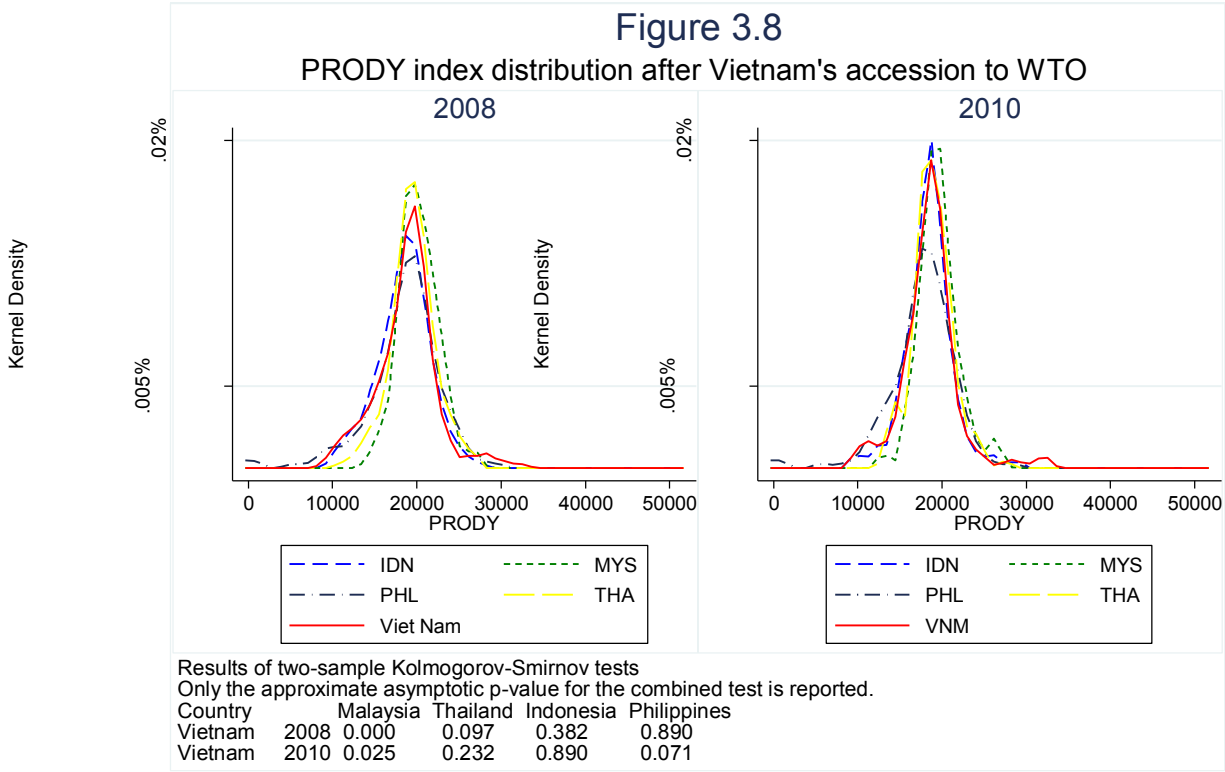 Figure 3.8
PRODY index distribution after Vietnam's accession to WTO
2008
Kernel Density
.02%
.005%
0 10000 20000 30000 40000 50000
PRODY
IDN MYS
PHL THA
Viet Nam
2010
Kernel Density
.02%
.005%
0 10000 20000 30000 40000 50000
PRODY
IDN MYS
PHL THA
VNM
Results of two-sample Kolmogorov-Smirnov tests
Only the approximate asymptotic p-value for the combined test is reported.
Country Malaysia Thailand Indonesia Philippines
Vietnam 2008 0.000 0.097 0.382 0.890
Vietnam 2010 0.025 0.232 0.890 0.071